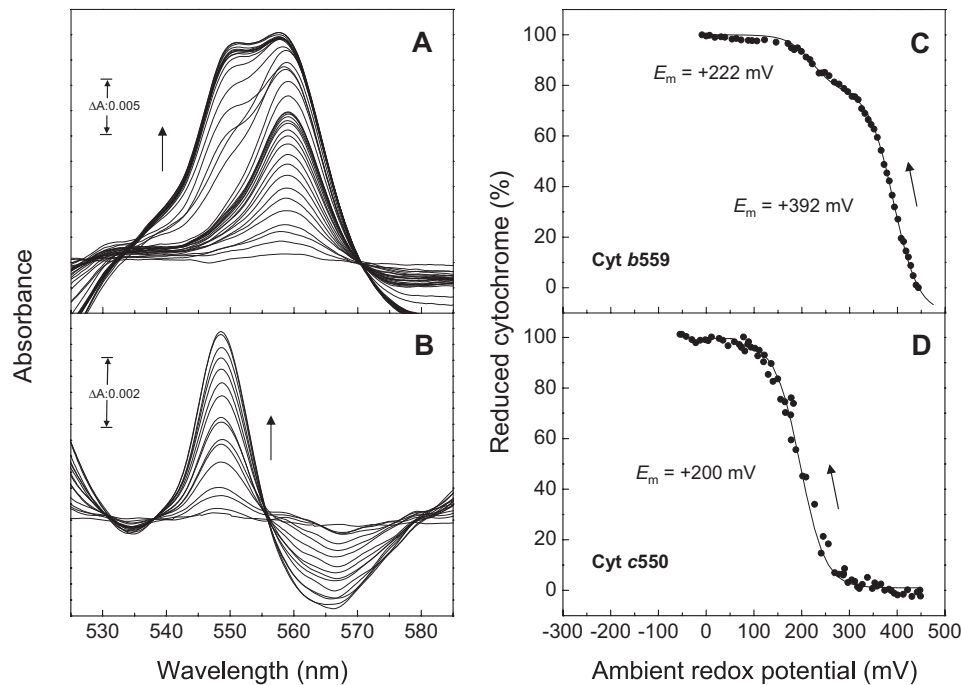 A
ΔA:0.005
B
ΔA:0.002
Absorbance
530 540 550 560 570 580
Wavelength (nm)
C
100
80
60
40
20
0
Em = +222 mV
Em = +392 mV
Cyt b559
D
100
80
60
40
20
0
Em = +200 mV
Cyt c550
Reduced cytochrome (%)
-300 -200 -100 0 100 200 300 400 500
Ambient redox potential (mV)